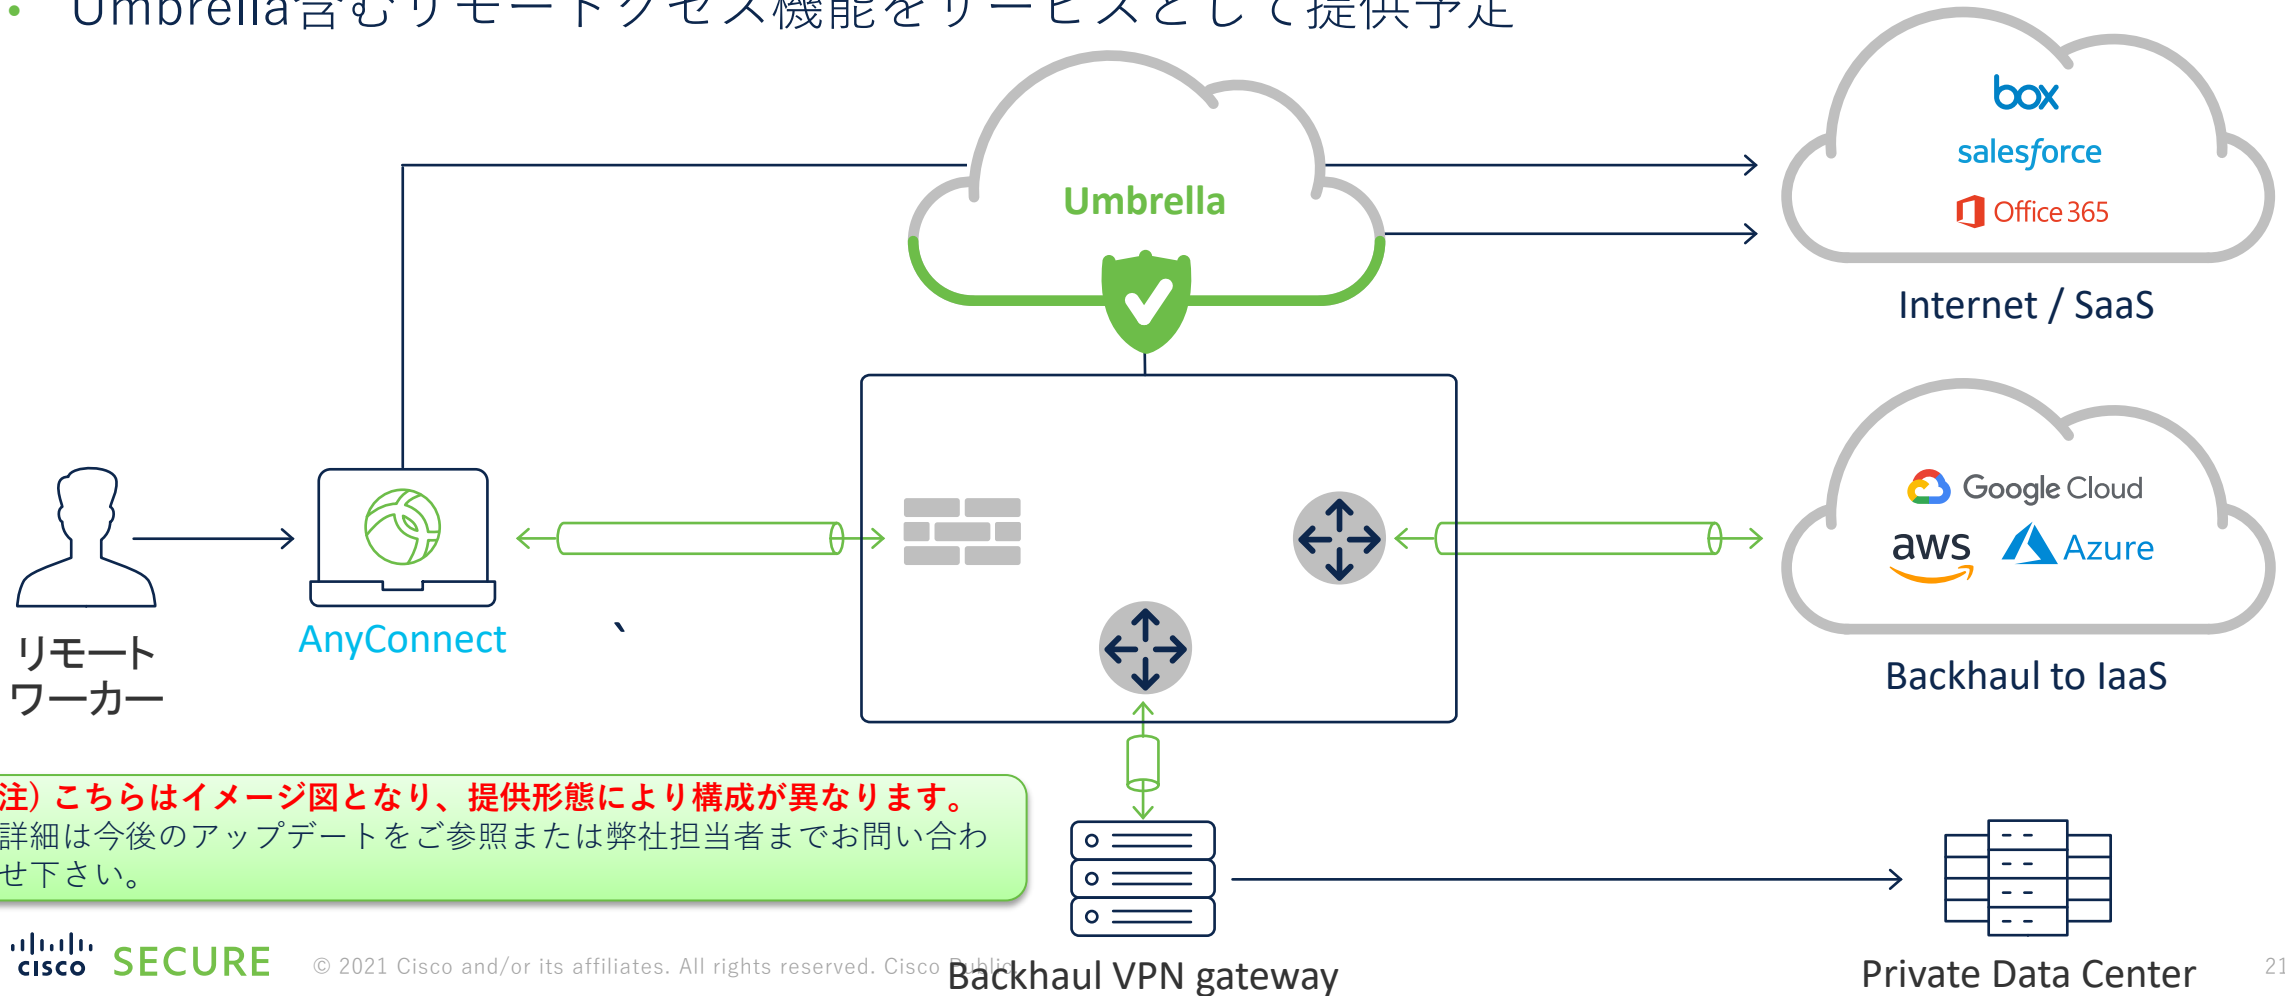 • Umbrella含むリモートクセス機能をサービスとして提供予定
box
salesforce
Office 365
Internet / SaaS
Umbrella
Google Cloud
aws
Azure
Backhaul to IaaS
リモート
ワーカー
AnyConnect
`
注) こちらはイメージ図となり、提供形態により構成が異なります。
詳細は今後のアップデートをご参照または弊社担当者までお問い合わ
せ下さい。
Backhaul VPN gateway
Private Data Center
cisco SECURE
© 2021 Cisco and/or its affiliates. All rights reserved. Cisco Public
21